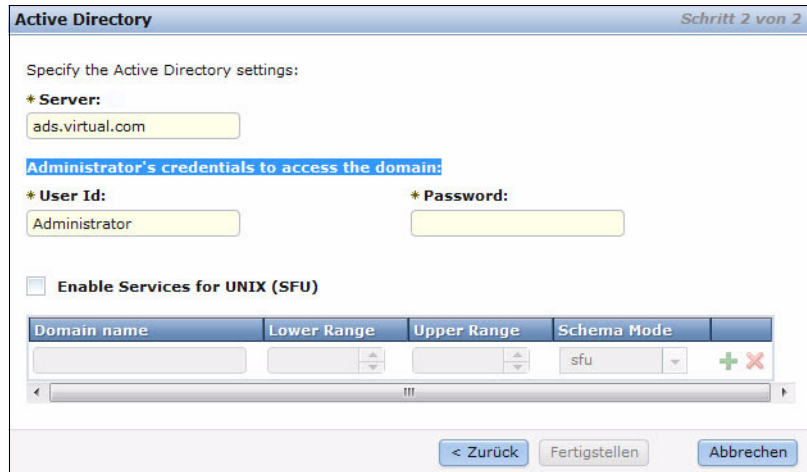 Active Directory Schritt 2 von 2
Specify the Active Directory settings:
* Server:
ads.virtual.com
Administrator's credentials to access the domain:
* User Id: * Password:
Administrator
Enable Services for UNIX (SFU)
Domain name Lower Range Upper Range Schema Mode
sfu
< Zurück Fertigstellen Abbrechen